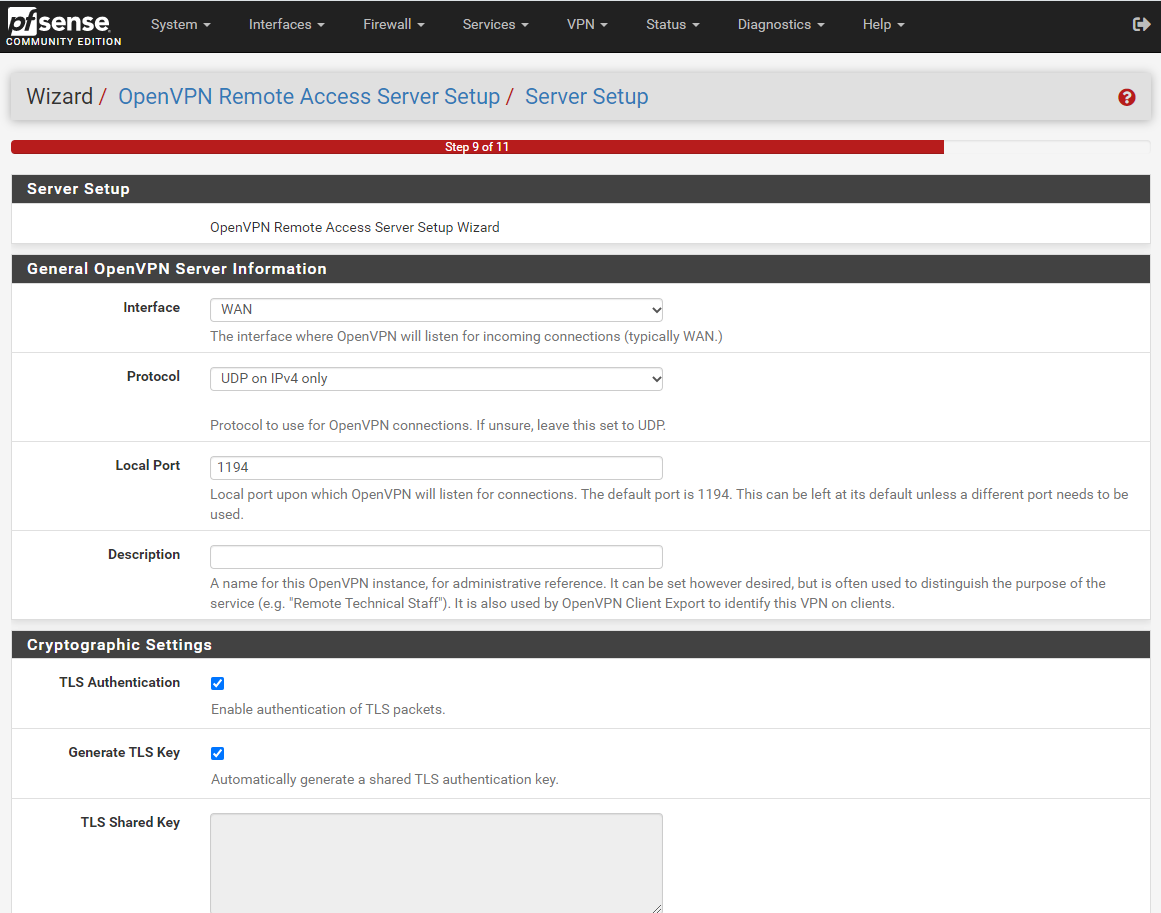 pfsense
COMMUNITY EDITION
System
Interfaces
Firewall
Services
VPN
Status
Diagnostics
Help
Wizard / OpenVPN Remote Access Server Setup / Server Setup
?
Step 9 of 11
Server Setup
OpenVPN Remote Access Server Setup Wizard
General OpenVPN Server Information
Interface
WAN
The interface where OpenVPN will listen for incoming connections (typically WAN.)
Protocol
UDP on IPv4 only
Protocol to use for OpenVPN connections. If unsure, leave this set to UDP.
Local Port
1194
Local port upon which OpenVPN will listen for connections. The default port is 1194. This can be left at its default unless a different port needs to be
used.
Description
A name for this OpenVPN instance, for administrative reference. It can be set however desired, but is often used to distinguish the purpose of the
service (e.g. "Remote Technical Staff"). It is also used by OpenVPN Client Export to identify this VPN on clients.
Cryptographic Settings
TLS Authentication
Enable authentication of TLS packets.
Generate TLS Key
Automatically generate a shared TLS authentication key.
TLS Shared Key